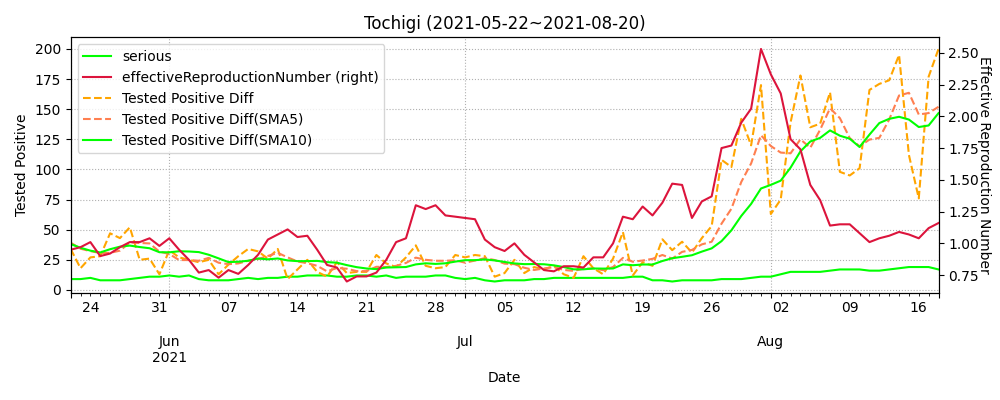 Tochigi (2021-05-22~2021-08-20)
serious
effectiveReproductionNumber (right)
Tested Positive Diff
Tested Positive Diff(SMA5)
Tested Positive Diff(SMA10)
Tested Positive
200
175
150
125
100
75
50
25
0
2.50
2.25
2.00
1.75
1.50
1.25
1.00
0.75
Effective Reproduction Number
24 31 07 14 21 28 05 12 19 26 02 09 16
Jun Jul Aug
2021
Date